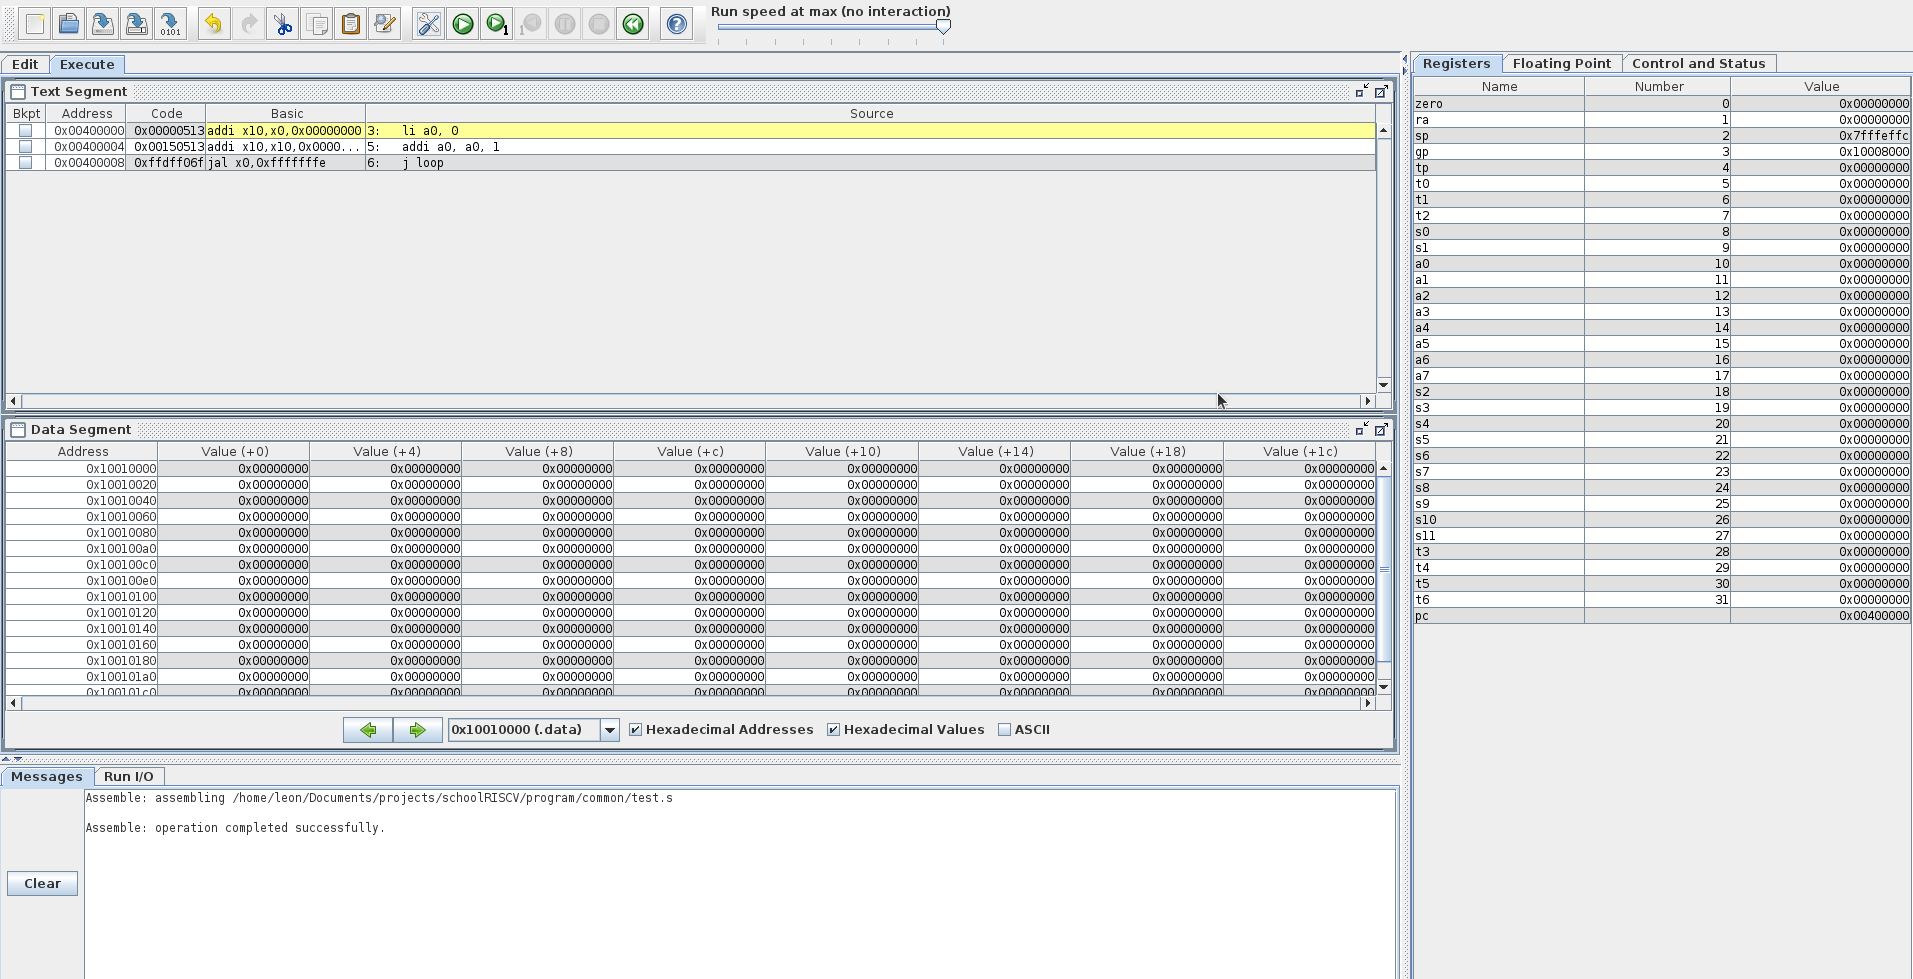 Run speed at max (no interaction)
1
1
0101
Edit Execute
Registers Floating Point Control and Status
Text Segment
Bkpt Address Code Basic Source
0x00400000 0x00000513 addi x10,x0,0x00000000 3: li a0, 0
0x00400004 0x00150513 addi x10,x10,0x0000... 5: addi a0, a0, 1
0x00400008 0xffdff06f jal x0,0xfffffffe 6: j loop
Data Segment
Address Value (+0) Value (+4) Value (+8) Value (+c) Value (+10) Value (+14) Value (+18) Value (+1c)
0x10010000 0x00000000 0x00000000 0x00000000 0x00000000 0x00000000 0x00000000 0x00000000 0x00000000
0x10010020 0x00000000 0x00000000 0x00000000 0x00000000 0x00000000 0x00000000 0x00000000 0x00000000
0x10010040 0x00000000 0x00000000 0x00000000 0x00000000 0x00000000 0x00000000 0x00000000 0x00000000
0x10010060 0x00000000 0x00000000 0x00000000 0x00000000 0x00000000 0x00000000 0x00000000 0x00000000
0x10010080 0x00000000 0x00000000 0x00000000 0x00000000 0x00000000 0x00000000 0x00000000 0x00000000
0x100100a0 0x00000000 0x00000000 0x00000000 0x00000000 0x00000000 0x00000000 0x00000000 0x00000000
0x100100c0 0x00000000 0x00000000 0x00000000 0x00000000 0x00000000 0x00000000 0x00000000 0x00000000
0x100100e0 0x00000000 0x00000000 0x00000000 0x00000000 0x00000000 0x00000000 0x00000000 0x00000000
0x10010100 0x00000000 0x00000000 0x00000000 0x00000000 0x00000000 0x00000000 0x00000000 0x00000000
0x10010120 0x00000000 0x00000000 0x00000000 0x00000000 0x00000000 0x00000000 0x00000000 0x00000000
0x10010140 0x00000000 0x00000000 0x00000000 0x00000000 0x00000000 0x00000000 0x00000000 0x00000000
0x10010160 0x00000000 0x00000000 0x00000000 0x00000000 0x00000000 0x00000000 0x00000000 0x00000000
0x10010180 0x00000000 0x00000000 0x00000000 0x00000000 0x00000000 0x00000000 0x00000000 0x00000000
0x100101a0 0x00000000 0x00000000 0x00000000 0x00000000 0x00000000 0x00000000 0x00000000 0x00000000
0x100101c0 0x00000000 0x00000000 0x00000000 0x00000000 0x00000000 0x00000000 0x00000000 0x00000000
0x10010000 (.data) Hexadecimal Addresses Hexadecimal Values ASCII
Messages Run I/O
Assemble: assembling /home/leon/Documents/projects/schoolRISCV/program/common/test.s
Assemble: operation completed successfully.
Clear
Name Number Value
zero 0 0x00000000
ra 1 0x00000000
sp 2 0x7fffeffc
gp 3 0x10008000
tp 4 0x00000000
t0 5 0x00000000
t1 6 0x00000000
t2 7 0x00000000
s0 8 0x00000000
s1 9 0x00000000
a0 10 0x00000000
a1 11 0x00000000
a2 12 0x00000000
a3 13 0x00000000
a4 14 0x00000000
a5 15 0x00000000
a6 16 0x00000000
a7 17 0x00000000
s2 18 0x00000000
s3 19 0x00000000
s4 20 0x00000000
s5 21 0x00000000
s6 22 0x00000000
s7 23 0x00000000
s8 24 0x00000000
s9 25 0x00000000
s10 26 0x00000000
s11 27 0x00000000
t3 28 0x00000000
t4 29 0x00000000
t5 30 0x00000000
t6 31 0x00000000
pc 0x00400000